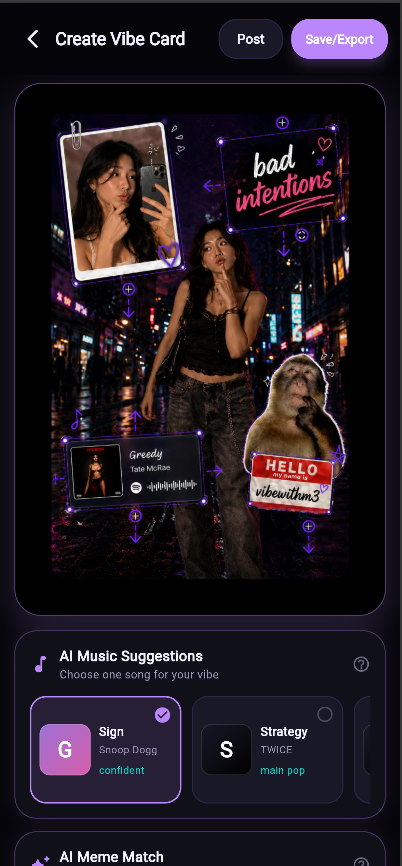 Create Vibe Card
Post
Save/Export
bad
intentions
Greedy
Tate McRae
HELLO
my name is
vibewithm3
AI Music Suggestions
Choose one song for your vibe
G
Sign
Snoop Dogg
confident
S
Strategy
TWICE
main pop
AI Meme Match